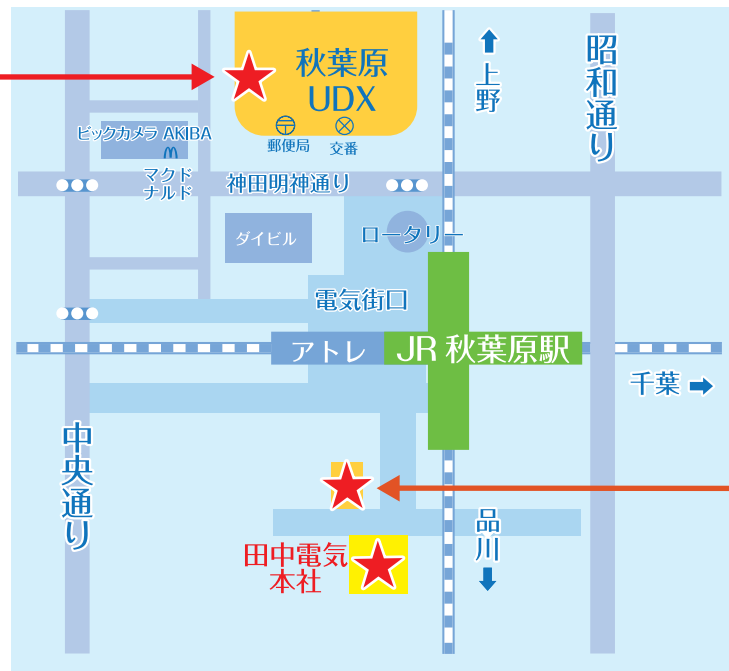 秋葉原
UDX
郵便局
交番
上野
昭和通り
ビックカメラ AKIBA
マクド
ナルド
神田明神通り
ダイビル
ロータリー
電気街口
アトレ
JR 秋葉原駅
千葉
中央通り
品川
田中電気
本社